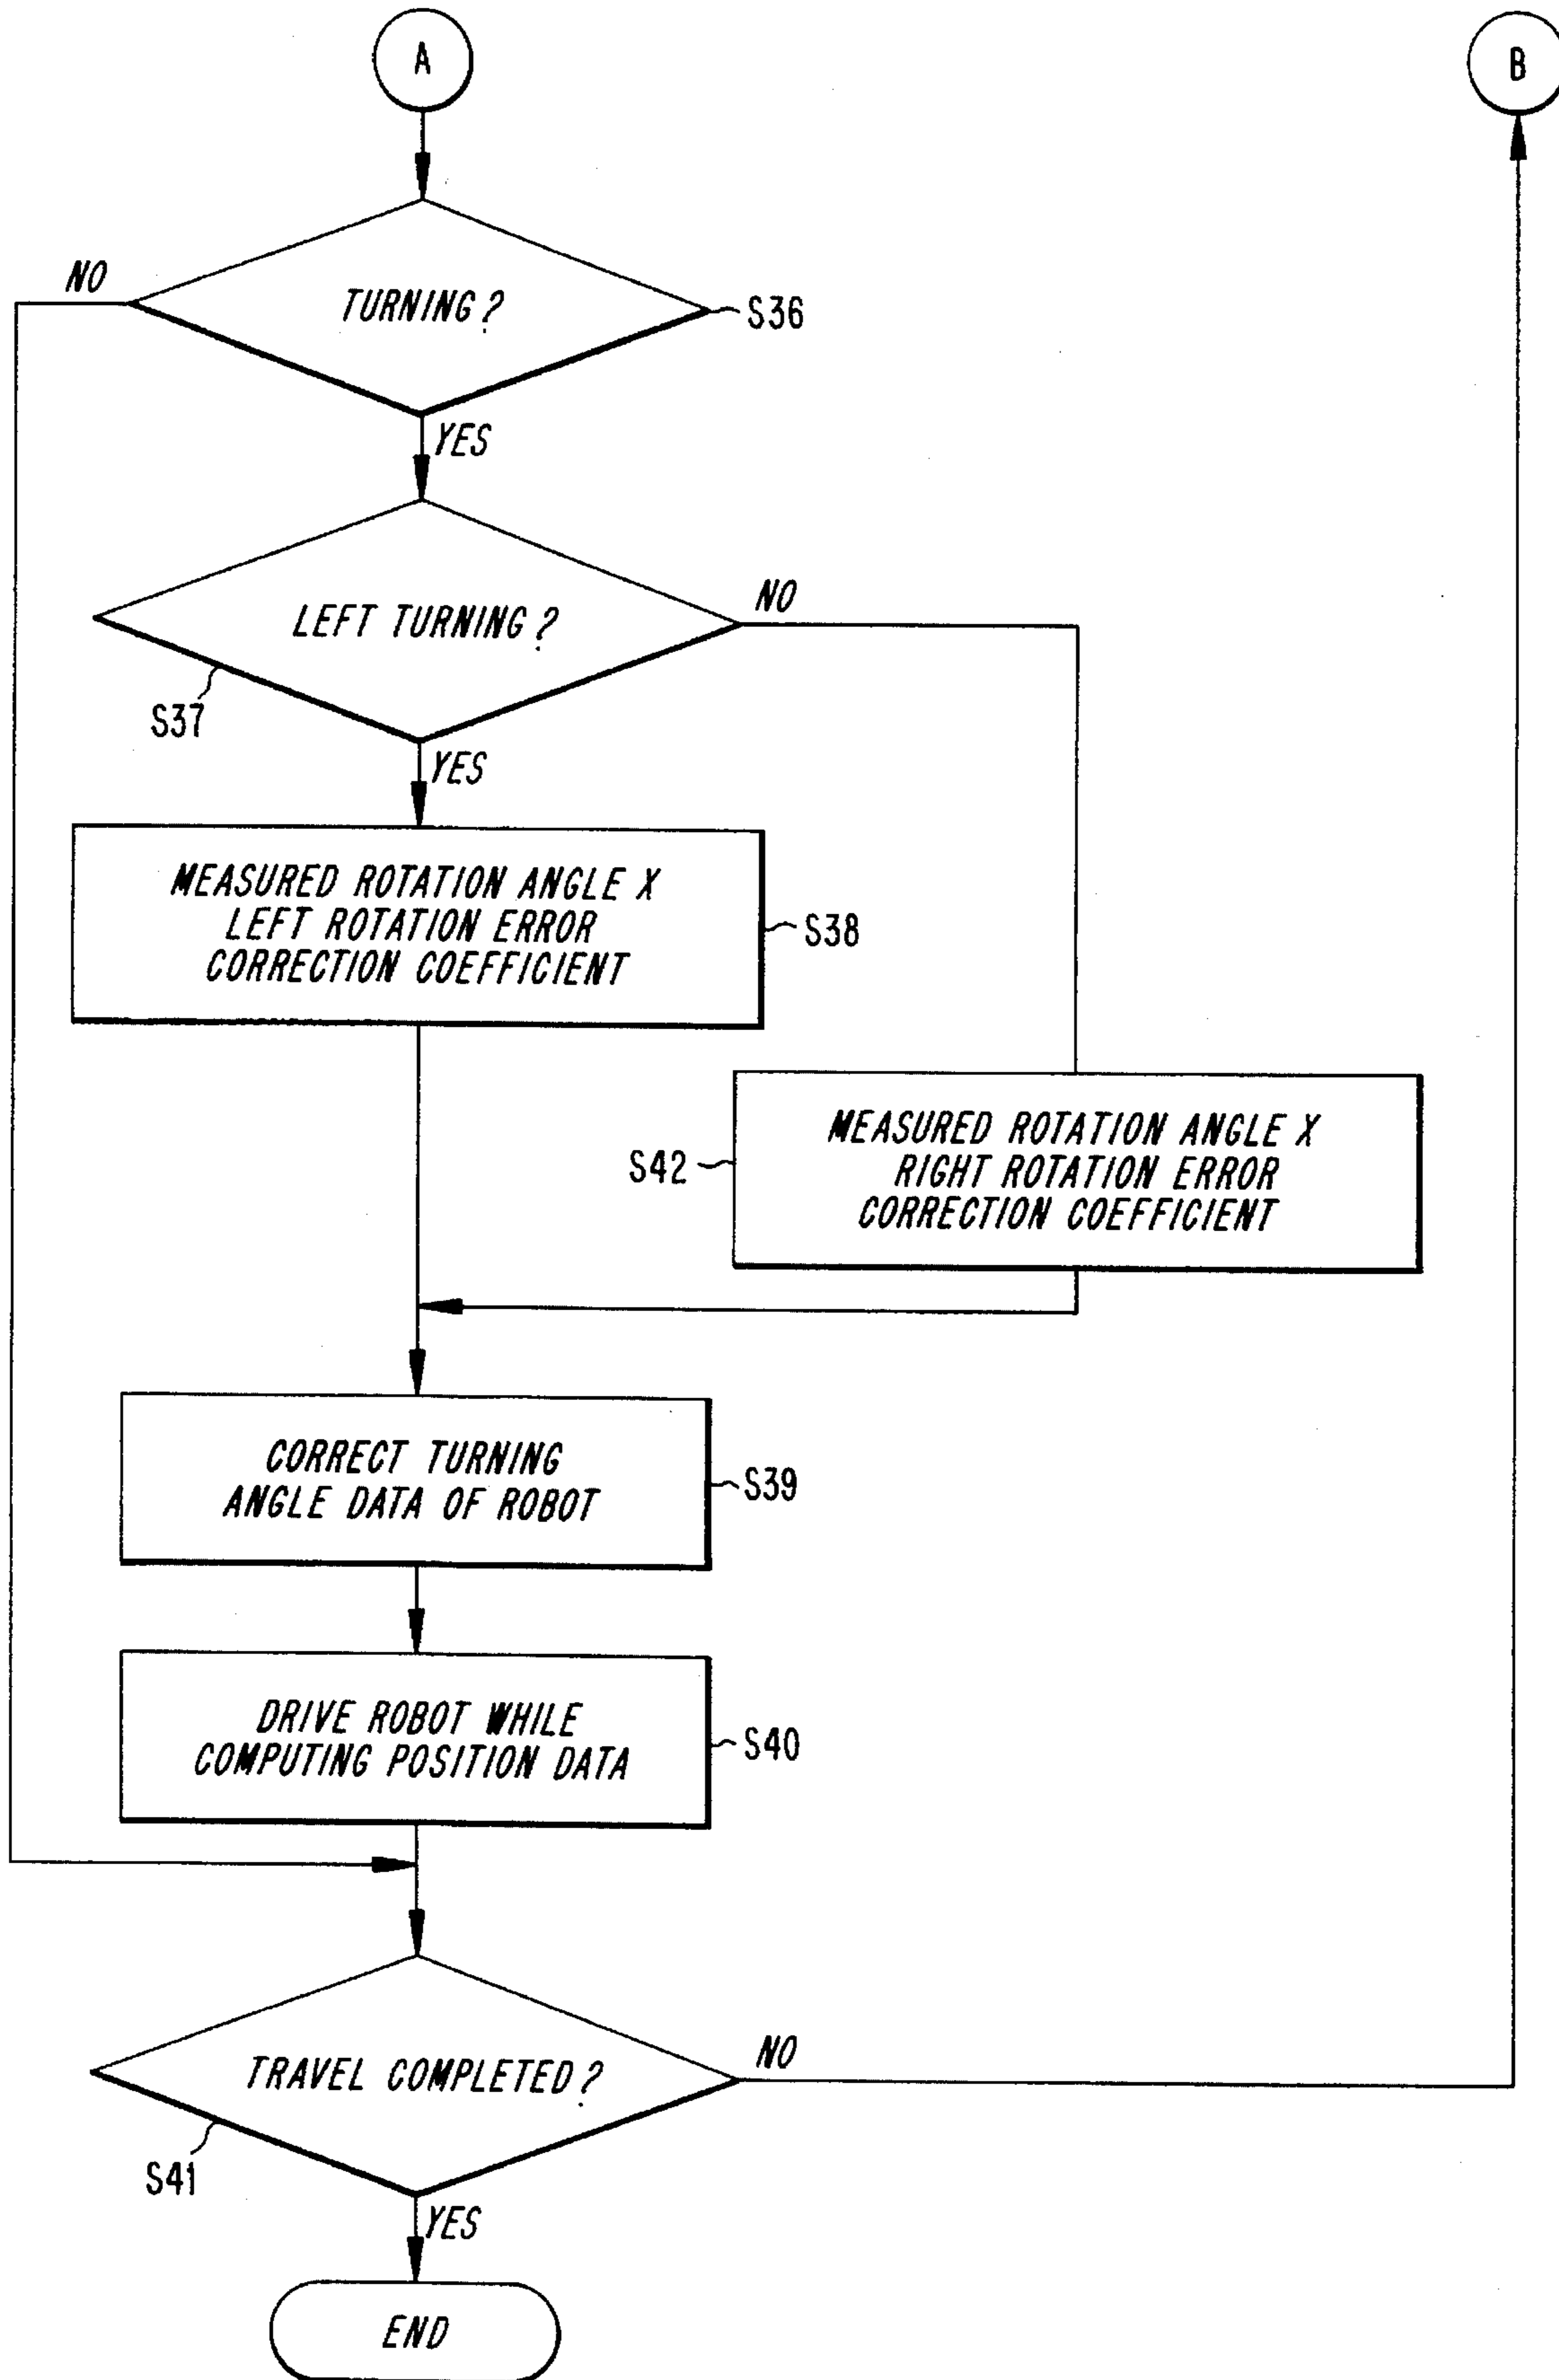 A
B
NO
TURNING?
S36
YES
LEFT TURNING?
NO
S37
YES
MEASURED ROTATION ANGLE X
LEFT ROTATION ERROR
CORRECTION COEFFICIENT
S38
MEASURED ROTATION ANGLE X
RIGHT ROTATION ERROR
CORRECTION COEFFICIENT
S42
CORRECT TURNING
ANGLE DATA OF ROBOT
S39
DRIVE ROBOT WHILE
COMPUTING POSITION DATA
S40
TRAVEL COMPLETED?
NO
S41
YES
END